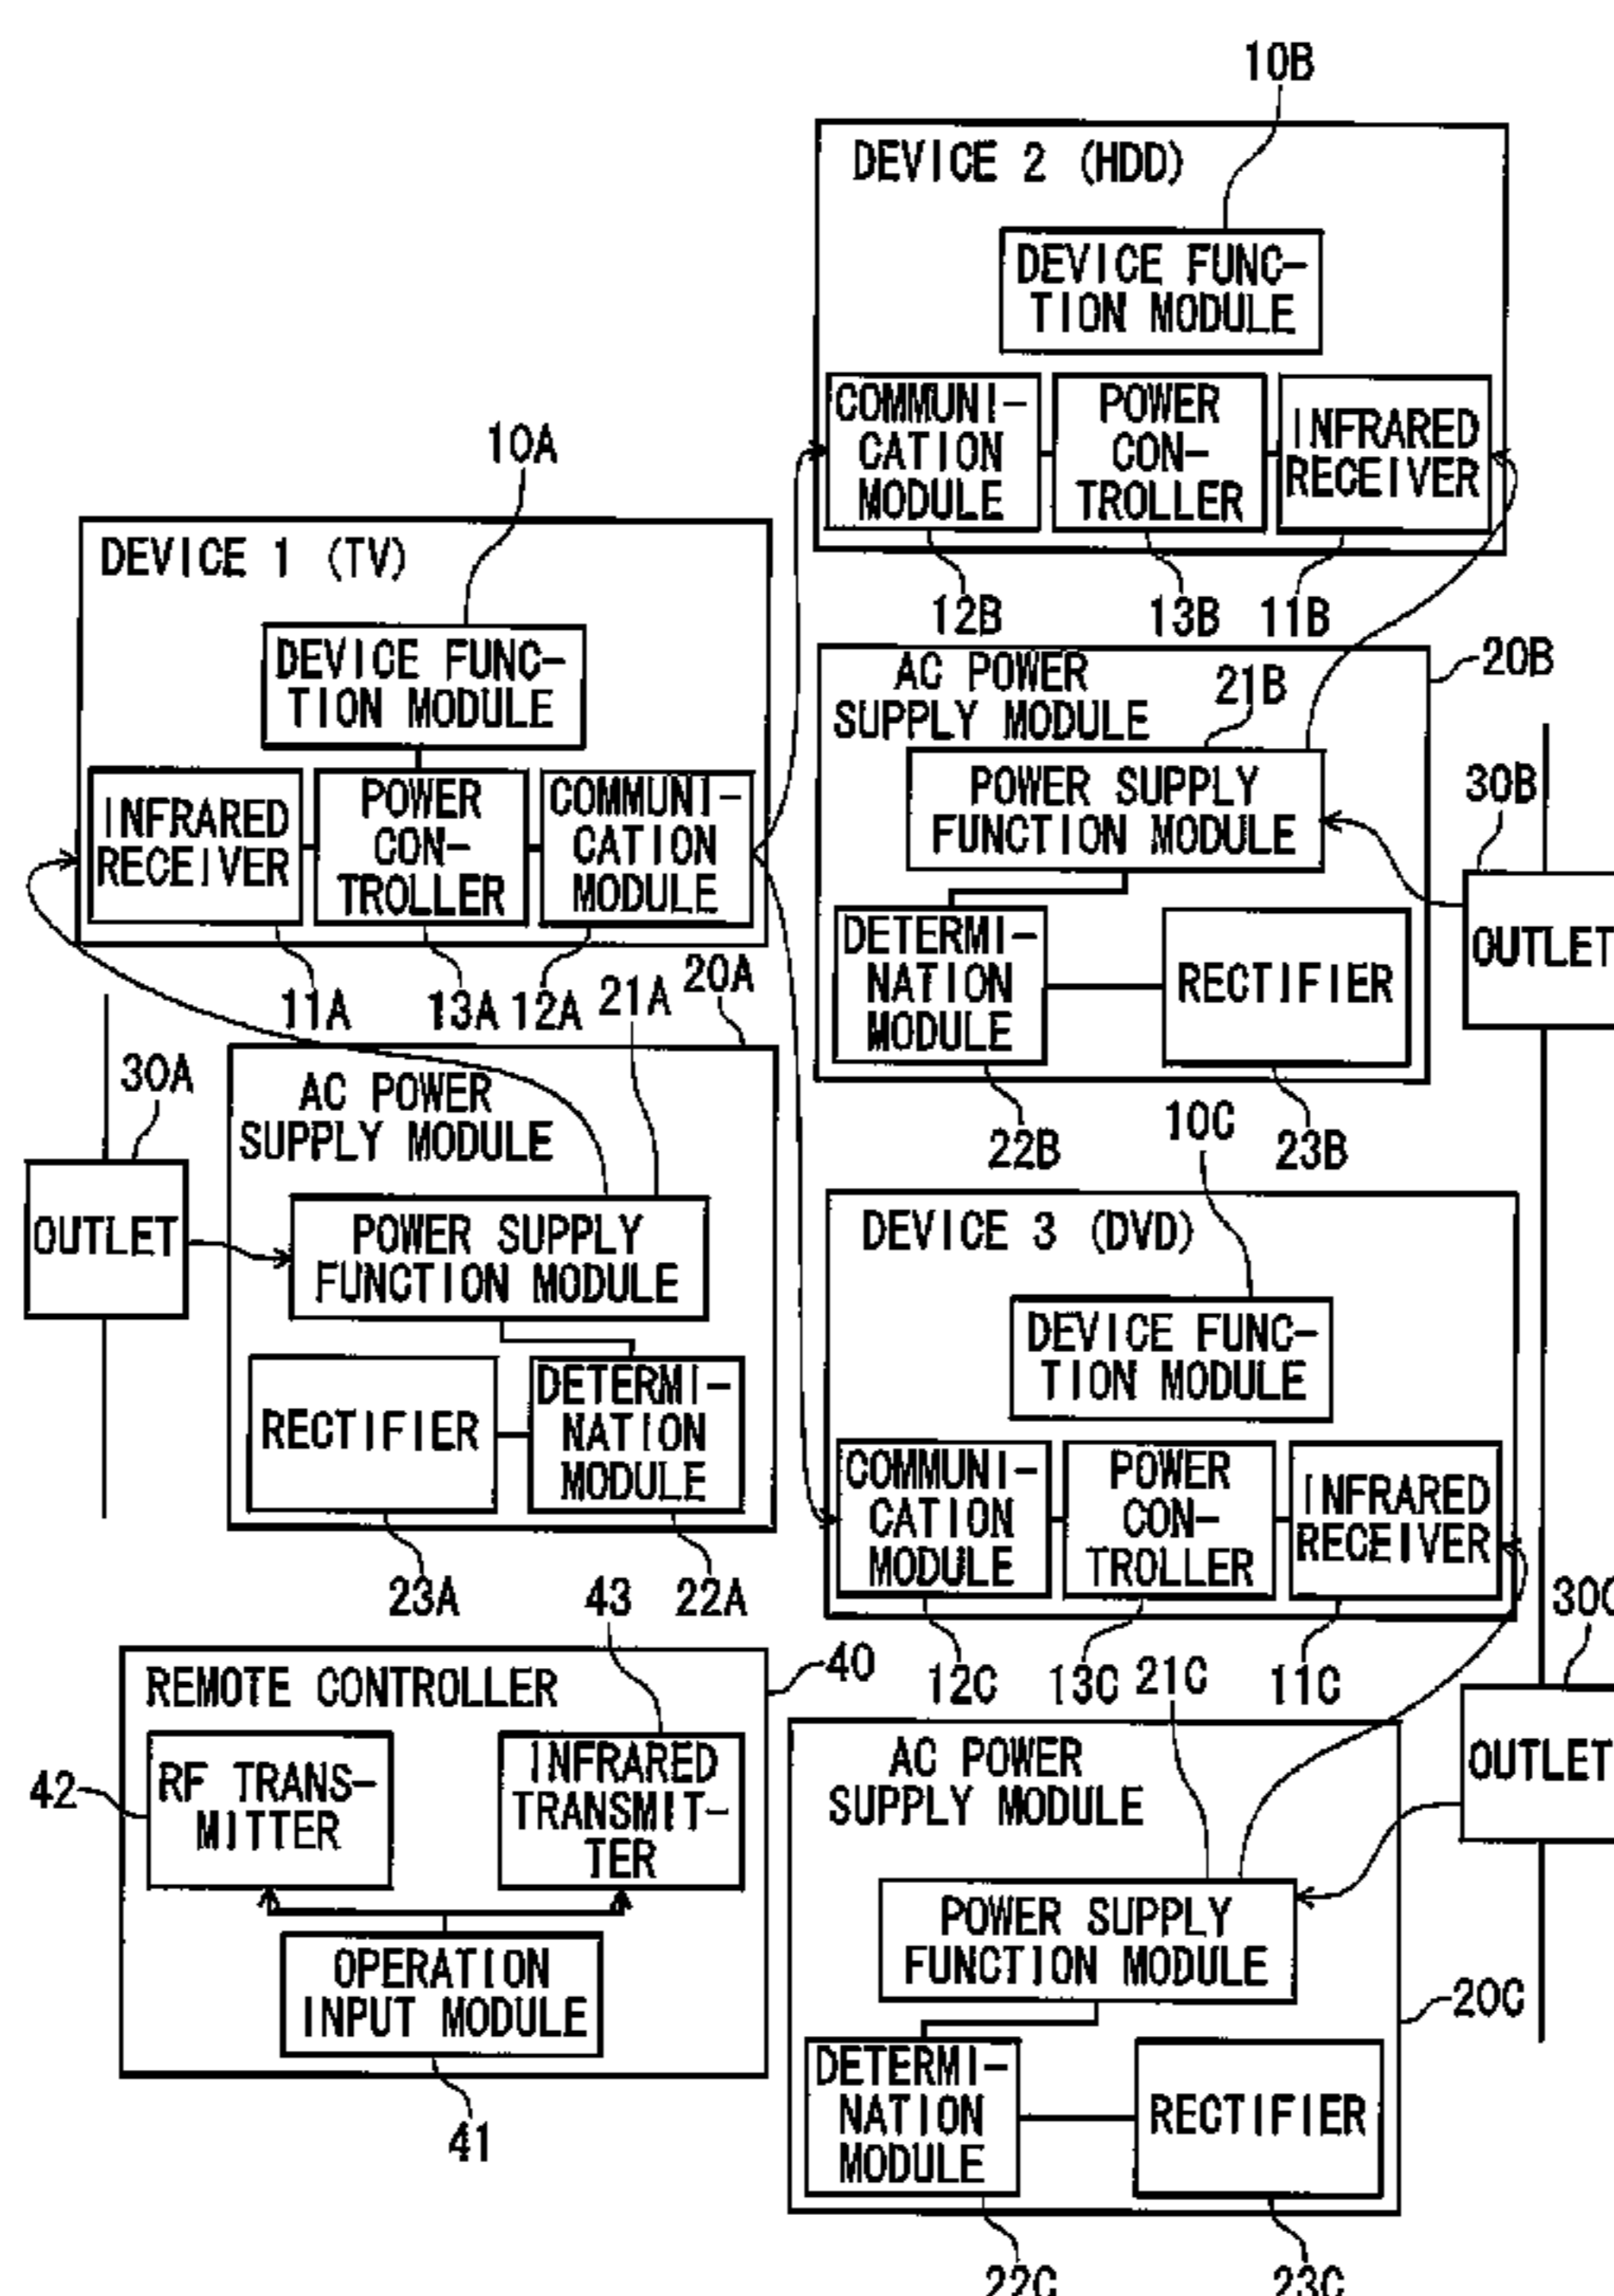 10B
DEVICE 2 (HDD)
DEVICE FUNC-
TION MODULE
COMMUNI-
CATION
MODULE
POWER
CON-
TROLLER
INFRARED
RECEIVER
12B
13B
11B
10A
DEVICE 1 (TV)
DEVICE FUNC-
TION MODULE
INFRARED
RECEIVER
POWER
CON-
TROLLER
COMMUNI-
CATION
MODULE
11A
13A
12A
21A
20A
AC POWER
SUPPLY MODULE
21B
20B
POWER SUPPLY
FUNCTION MODULE
30B
OUTLET
DETERMI-
NATION
MODULE
RECTIFIER
22B
23B
30A
OUTLET
AC POWER
SUPPLY MODULE
POWER SUPPLY
FUNCTION MODULE
RECTIFIER
DETERMI-
NATION
MODULE
23A
22A
10C
DEVICE 3 (DVD)
DEVICE FUNC-
TION MODULE
COMMUNI-
CATION
MODULE
POWER
CON-
TROLLER
INFRARED
RECEIVER
12C
13C
11C
21C
30C
OUTLET
43
40
REMOTE CONTROLLER
42
RF TRANS-
MITTER
INFRARED
TRANSMIT-
TER
OPERATION
INPUT MODULE
41
AC POWER
SUPPLY MODULE
POWER SUPPLY
FUNCTION MODULE
20C
DETERMI-
NATION
MODULE
RECTIFIER
22C
23C